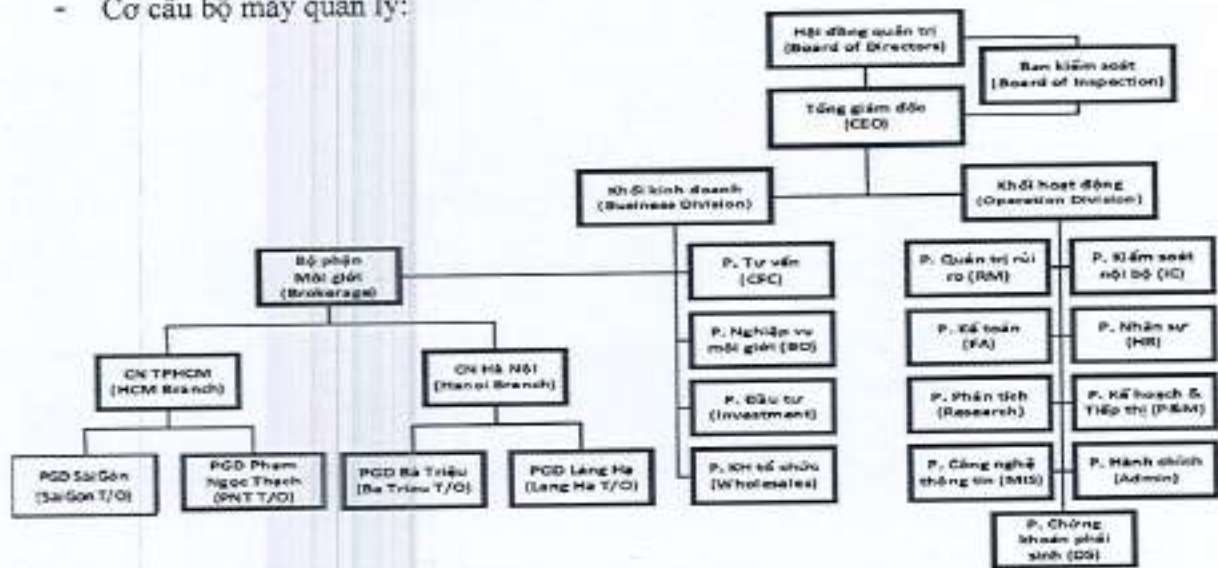 - Cơ cấu bộ máy quản lý:
Hội đồng quản trị
(Board of Directors)
Ban kiểm soát
(Board of Inspection)
Tổng giám đốc
(CEO)
Khối kinh doanh
(Business Division)
Khối hoạt động
(Operation Division)
Bộ phận
Môi giới
(Brokerage)
P. Tư vấn
(CFC)
P. Quản trị rủi
ro (RM)
P. Kiểm soát
nội bộ (IC)
P. Nghiệp vụ
môi giới (BO)
P. Kế toán
(FA)
P. Nhân sự
(HR)
CN TPHCM
(HCM Branch)
CN Hà Nội
(Hanoi Branch)
P. Đầu tư
(Investment)
P. Phân tích
(Research)
P. Kế hoạch &
Tiếp thị (P&M)
PGD Sài Gòn
(Sai Gon T/O)
PGD Phạm
Ngọc Thạch
(PNT T/O)
PGD Bà Triệu
(Ba Trieu T/O)
PGD Láng Hạ
(Lang Ha T/O)
P. KH tổ chức
(Wholesales)
P. Công nghệ
thông tin (MIS)
P. Hành chính
(Admin)
P. Chứng
khoán phái
sinh (DS)